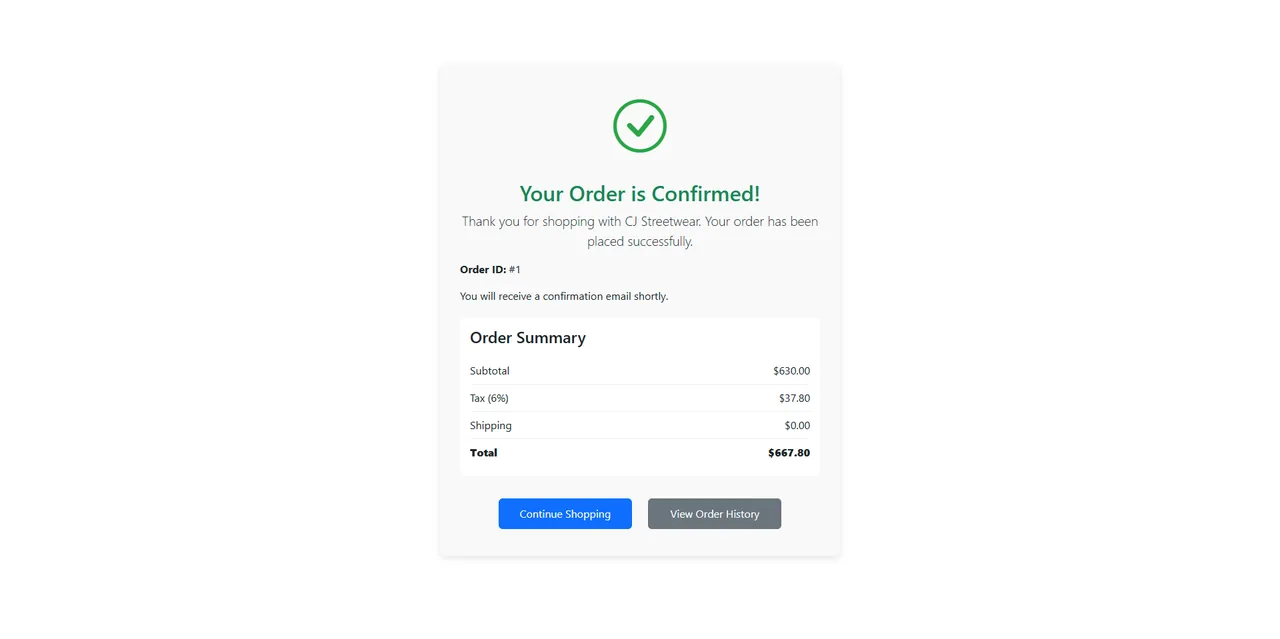 Your Order is Confirmed!
Thank you for shopping with CJ Streetwear. Your order has been
placed successfully.
Order ID: #1
You will receive a confirmation email shortly.
Order Summary
Subtotal $630.00
Tax (6%) $37.80
Shipping $0.00
Total $667.80
Continue Shopping View Order History